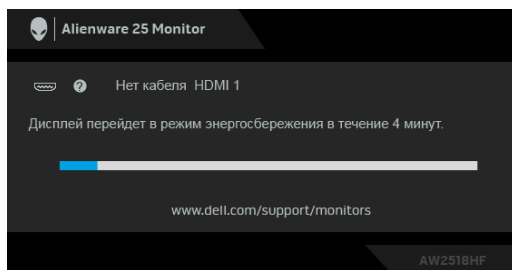 Alienware 25 Monitor
? Нет кабеля HDMI 1
Дисплей перейдет в режим энергосбережения в течение 4 минут.
www.dell.com/support/monitors
AW2518HF